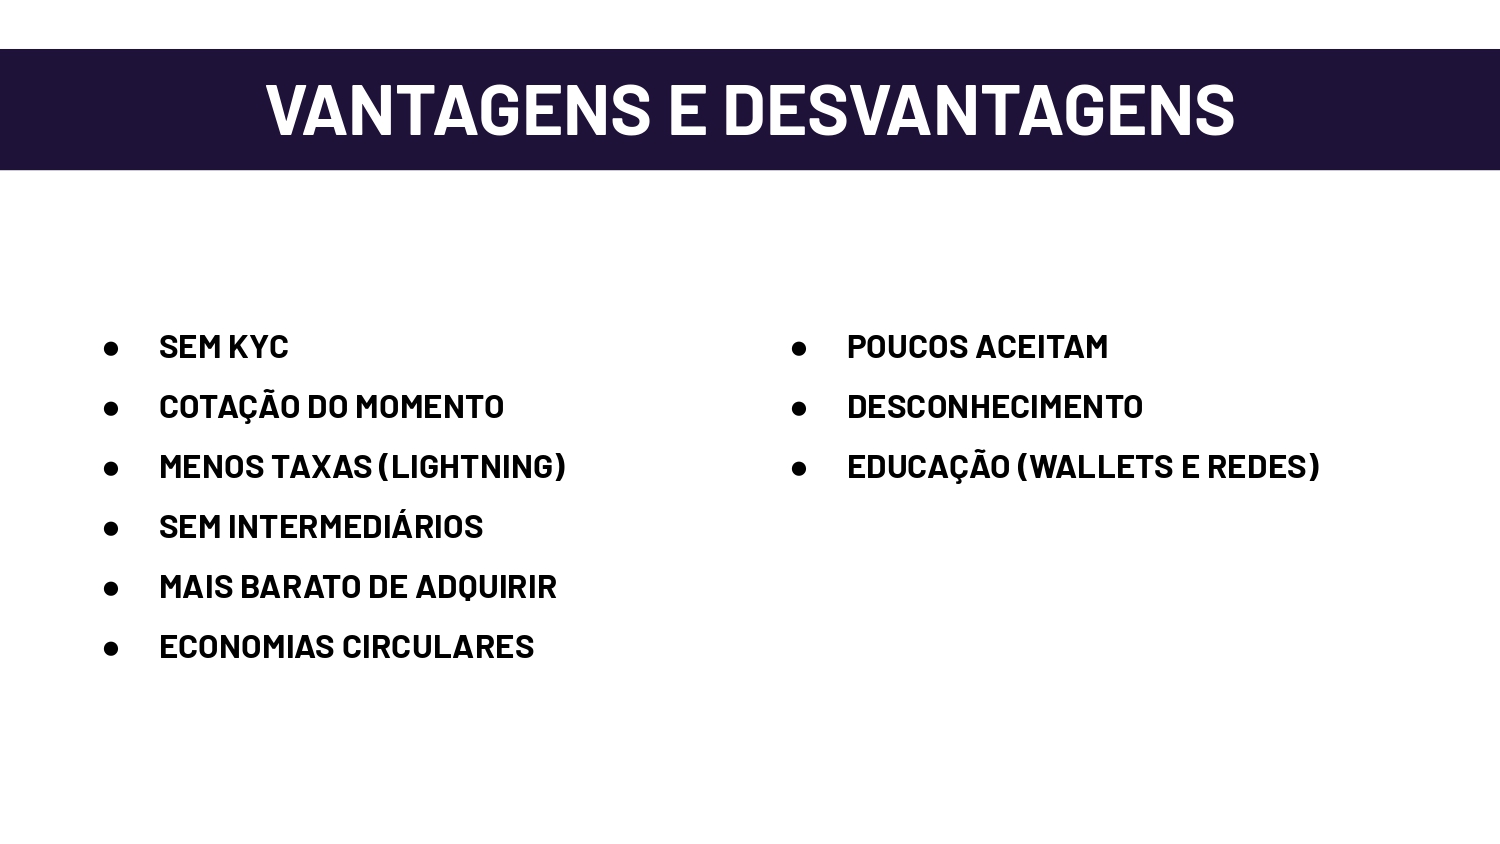 VANTAGENS E DESVANTAGENS
● SEM KYC
● COTAÇÃO DO MOMENTO
● MENOS TAXAS (LIGHTNING)
● SEM INTERMEDIÁRIOS
● MAIS BARATO DE ADQUIRIR
● ECONOMIAS CIRCULARES
● POUCOS ACEITAM
● DESCONHECIMENTO
● EDUCAÇÃO (WALLETS E REDES)